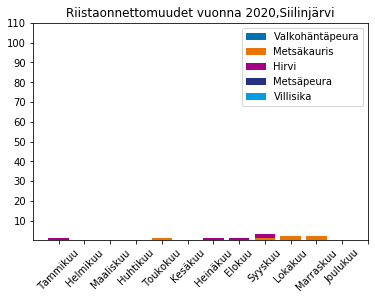 Riistaonnettomuudet vuonna 2020,Siilinjärvi
110
100
90
80
70
60
50
40
30
20
10
Valkohäntäpeura
Metsäkauris
Hirvi
Metsäpeura
Villisika
Tammikuu
Helmikuu
Maaliskuu
Huhtikuu
Toukokuu
Kesäkuu
Heinäkuu
Elokuu
Syyskuu
Lokakuu
Marraskuu
Joulukuu